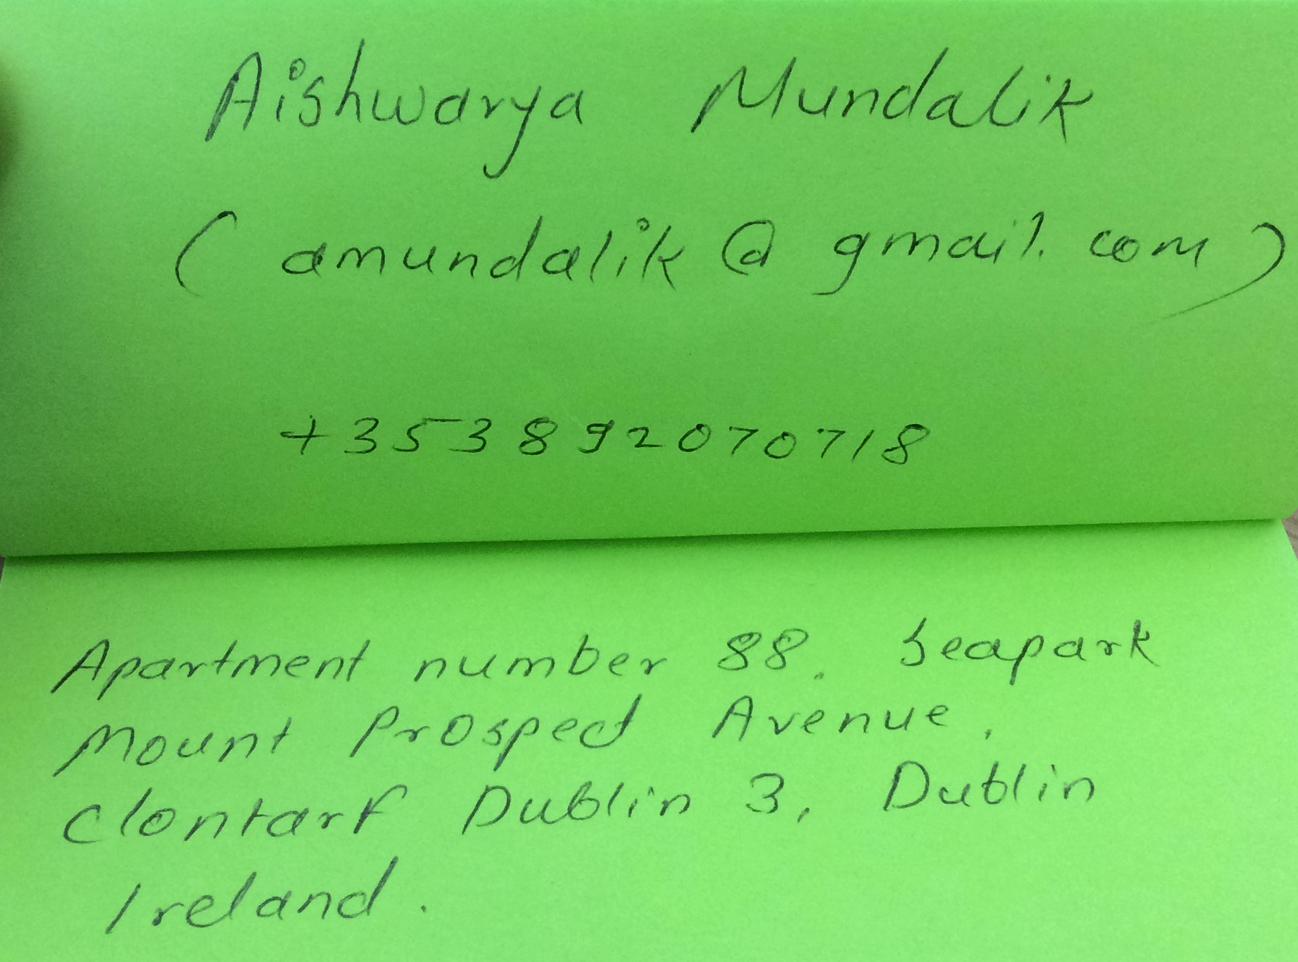 Aishwarya Mundalik
(amundalik@gmail.com)
+353892070718
Apartment number 88, Seapark
Mount Prospect Avenue,
Clontarf Dublin 3, Dublin
Ireland.